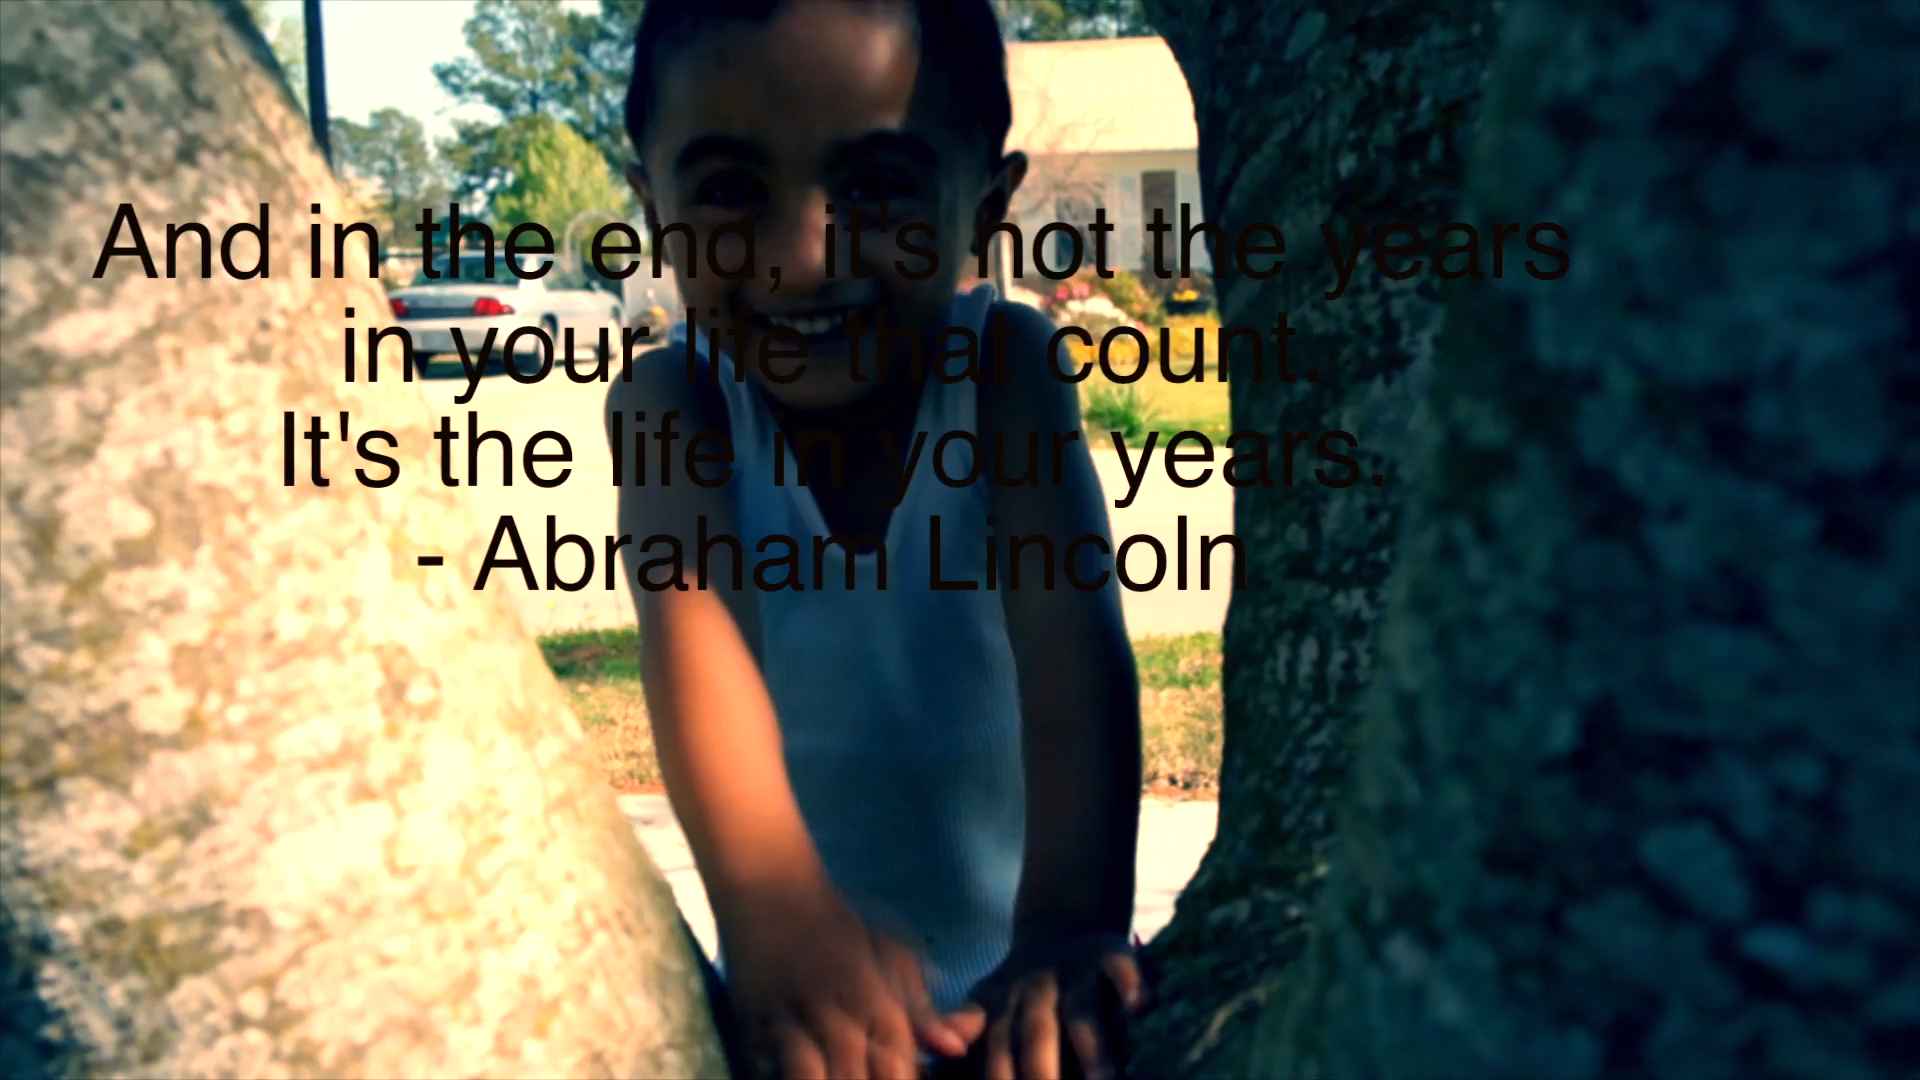 And in the end, it's not the years
in your life that count.
It's the life in your years.
- Abraham Lincoln